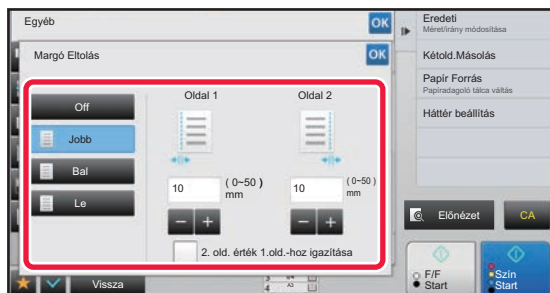 Egyéb
OK
Margó Eltolás
OK
Off
Jobb
Bal
Le
Oldal 1
Oldal 2
10
( 0~50 )
mm
10
( 0~50 )
mm
2. old. érték 1.old.-hoz igazítása
Vissza
Eredeti
Méret/irány módosítása
Kétold.Másolás
Papír Forrás
Papíradagoló tálca váltás
Háttér beállítás
Előnézet
CA
F/F
Start
Szín
Start
4
A3